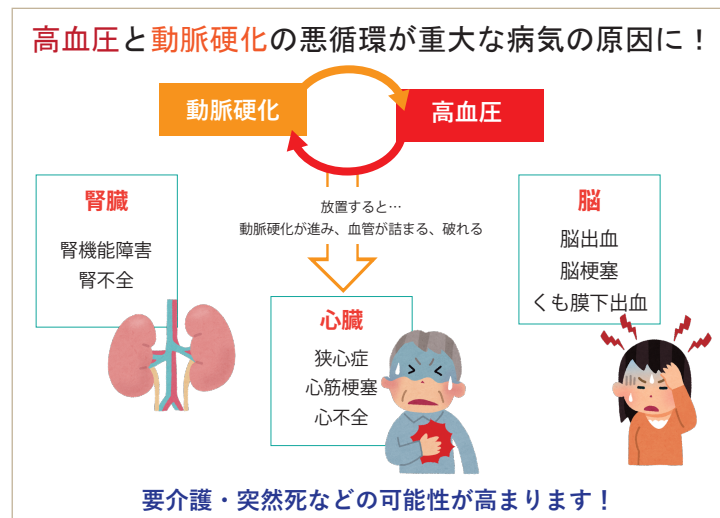 高血圧と動脈硬化の悪循環が重大な病気の原因に！
動脈硬化
高血圧
放置すると…
動脈硬化が進み、血管が詰まる、破れる
腎臓
腎機能障害
腎不全
心臓
狭心症
心筋梗塞
心不全
脳
脳出血
脳梗塞
くも膜下出血
要介護・突然死などの可能性が高まります！